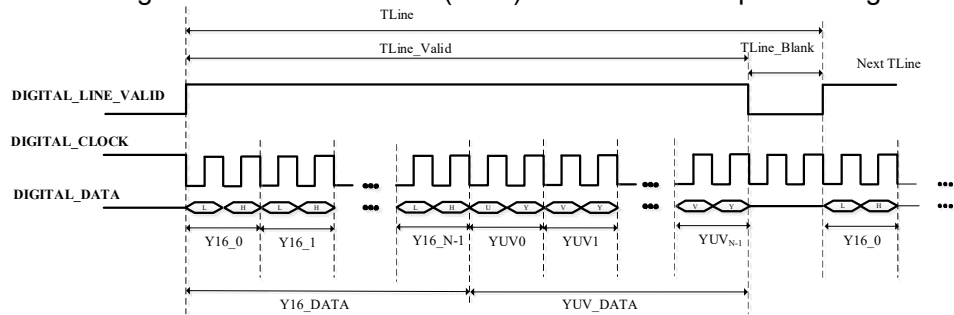 TLine
TLine_Valid TLine_Blank
Next TLine
DIGITAL_LINE_VALID
DIGITAL_CLOCK
DIGITAL_DATA
L H L H L H U Y V Y V Y L H
Y16_0 Y16_1 Y16_N-1 YUV0 YUV1 YUVN-1 Y16_0
Y16_DATA YUV_DATA